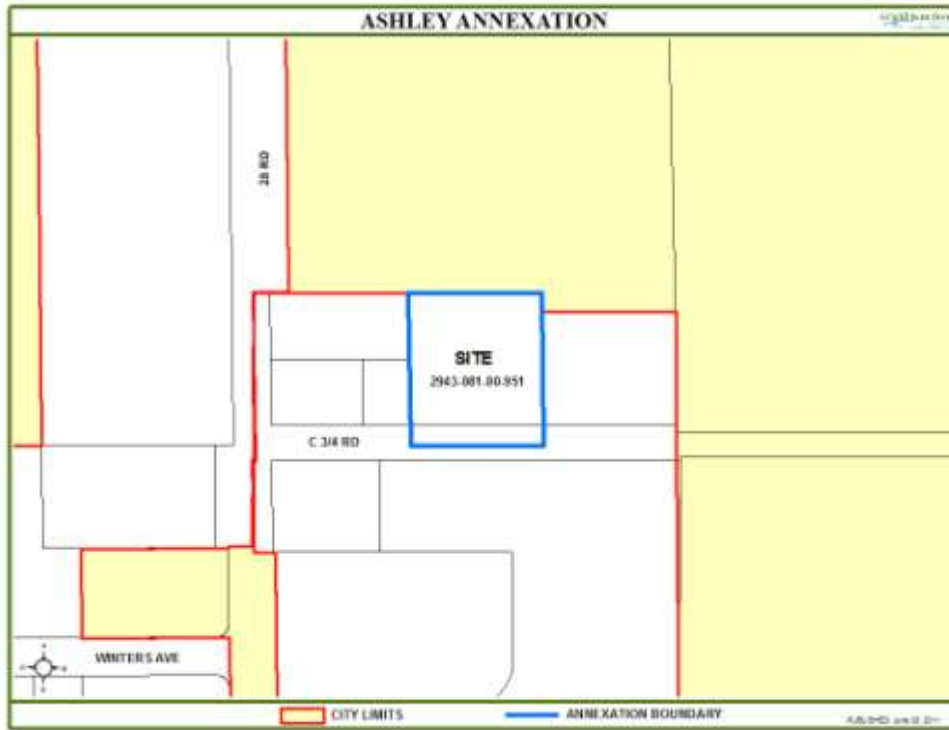 ASHLEY ANNEXATION
28 RD
SITE
2943-081-00-951
C 3/4 RD
WINTERS AVE
CITY LIMITS
ANNEXATION BOUNDARY